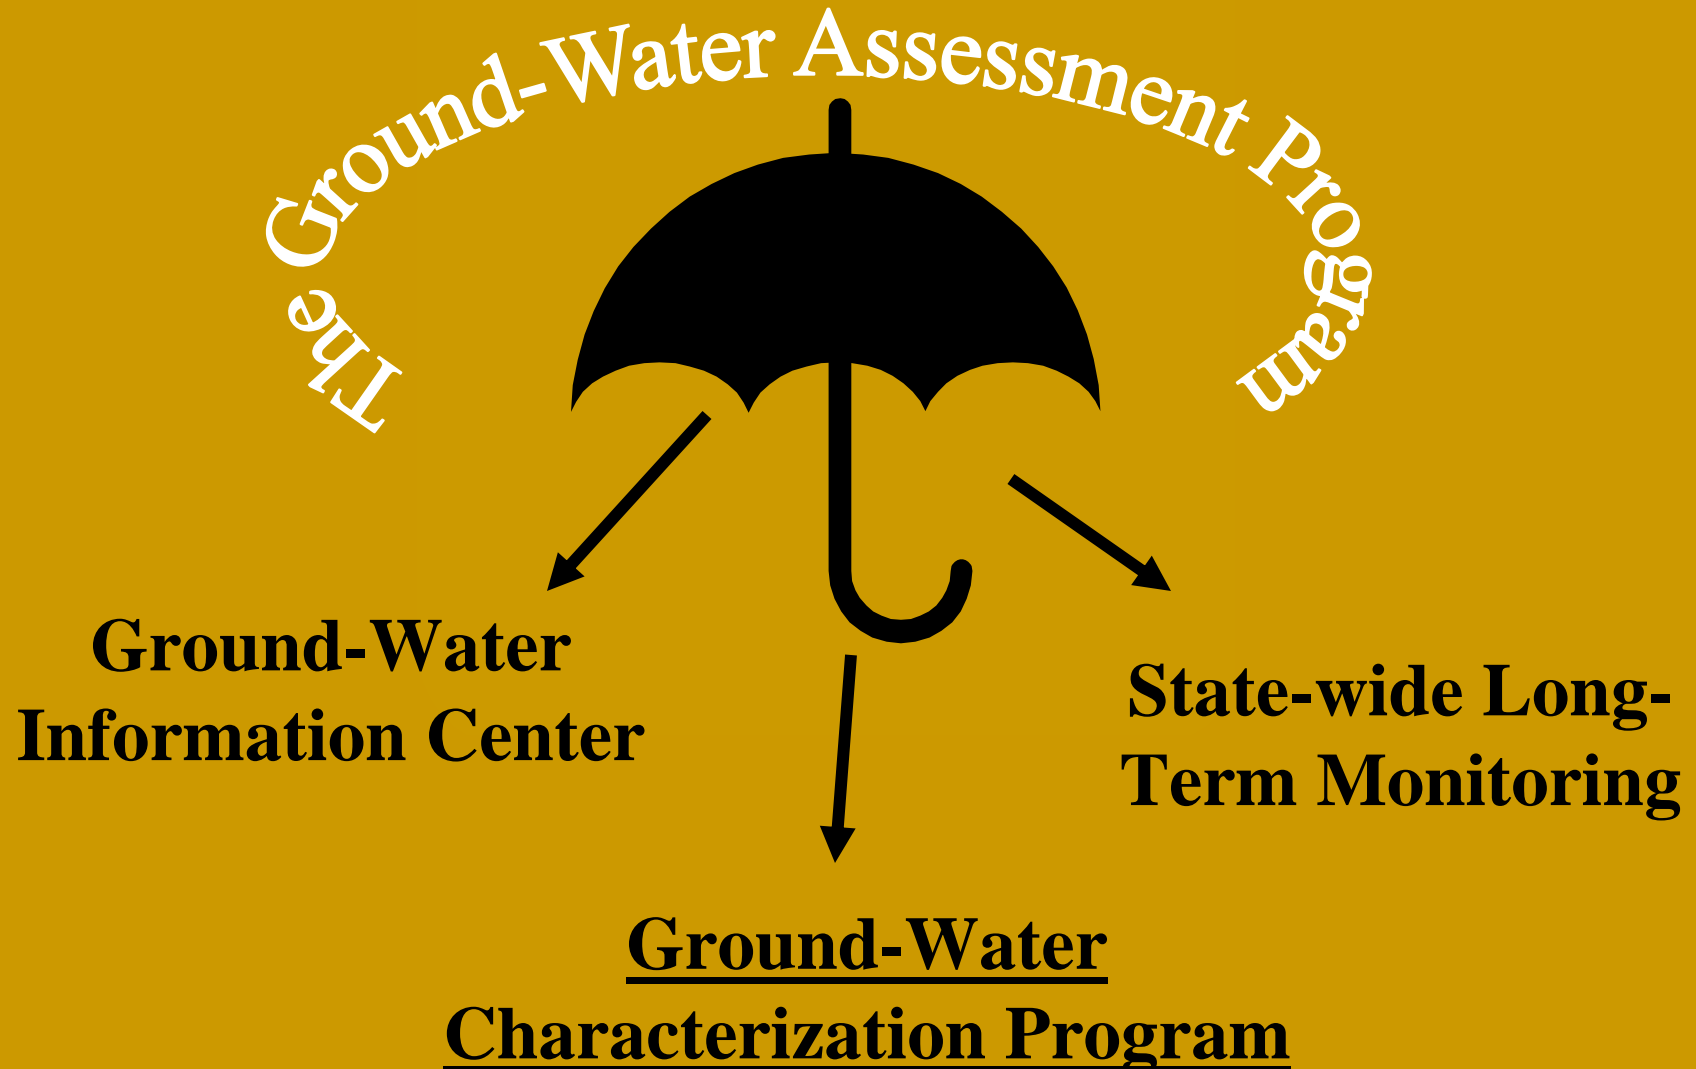 The Ground-Water Assessment Program
Ground-Water
Information Center
State-wide Long-
Term Monitoring
Ground-Water
Characterization Program